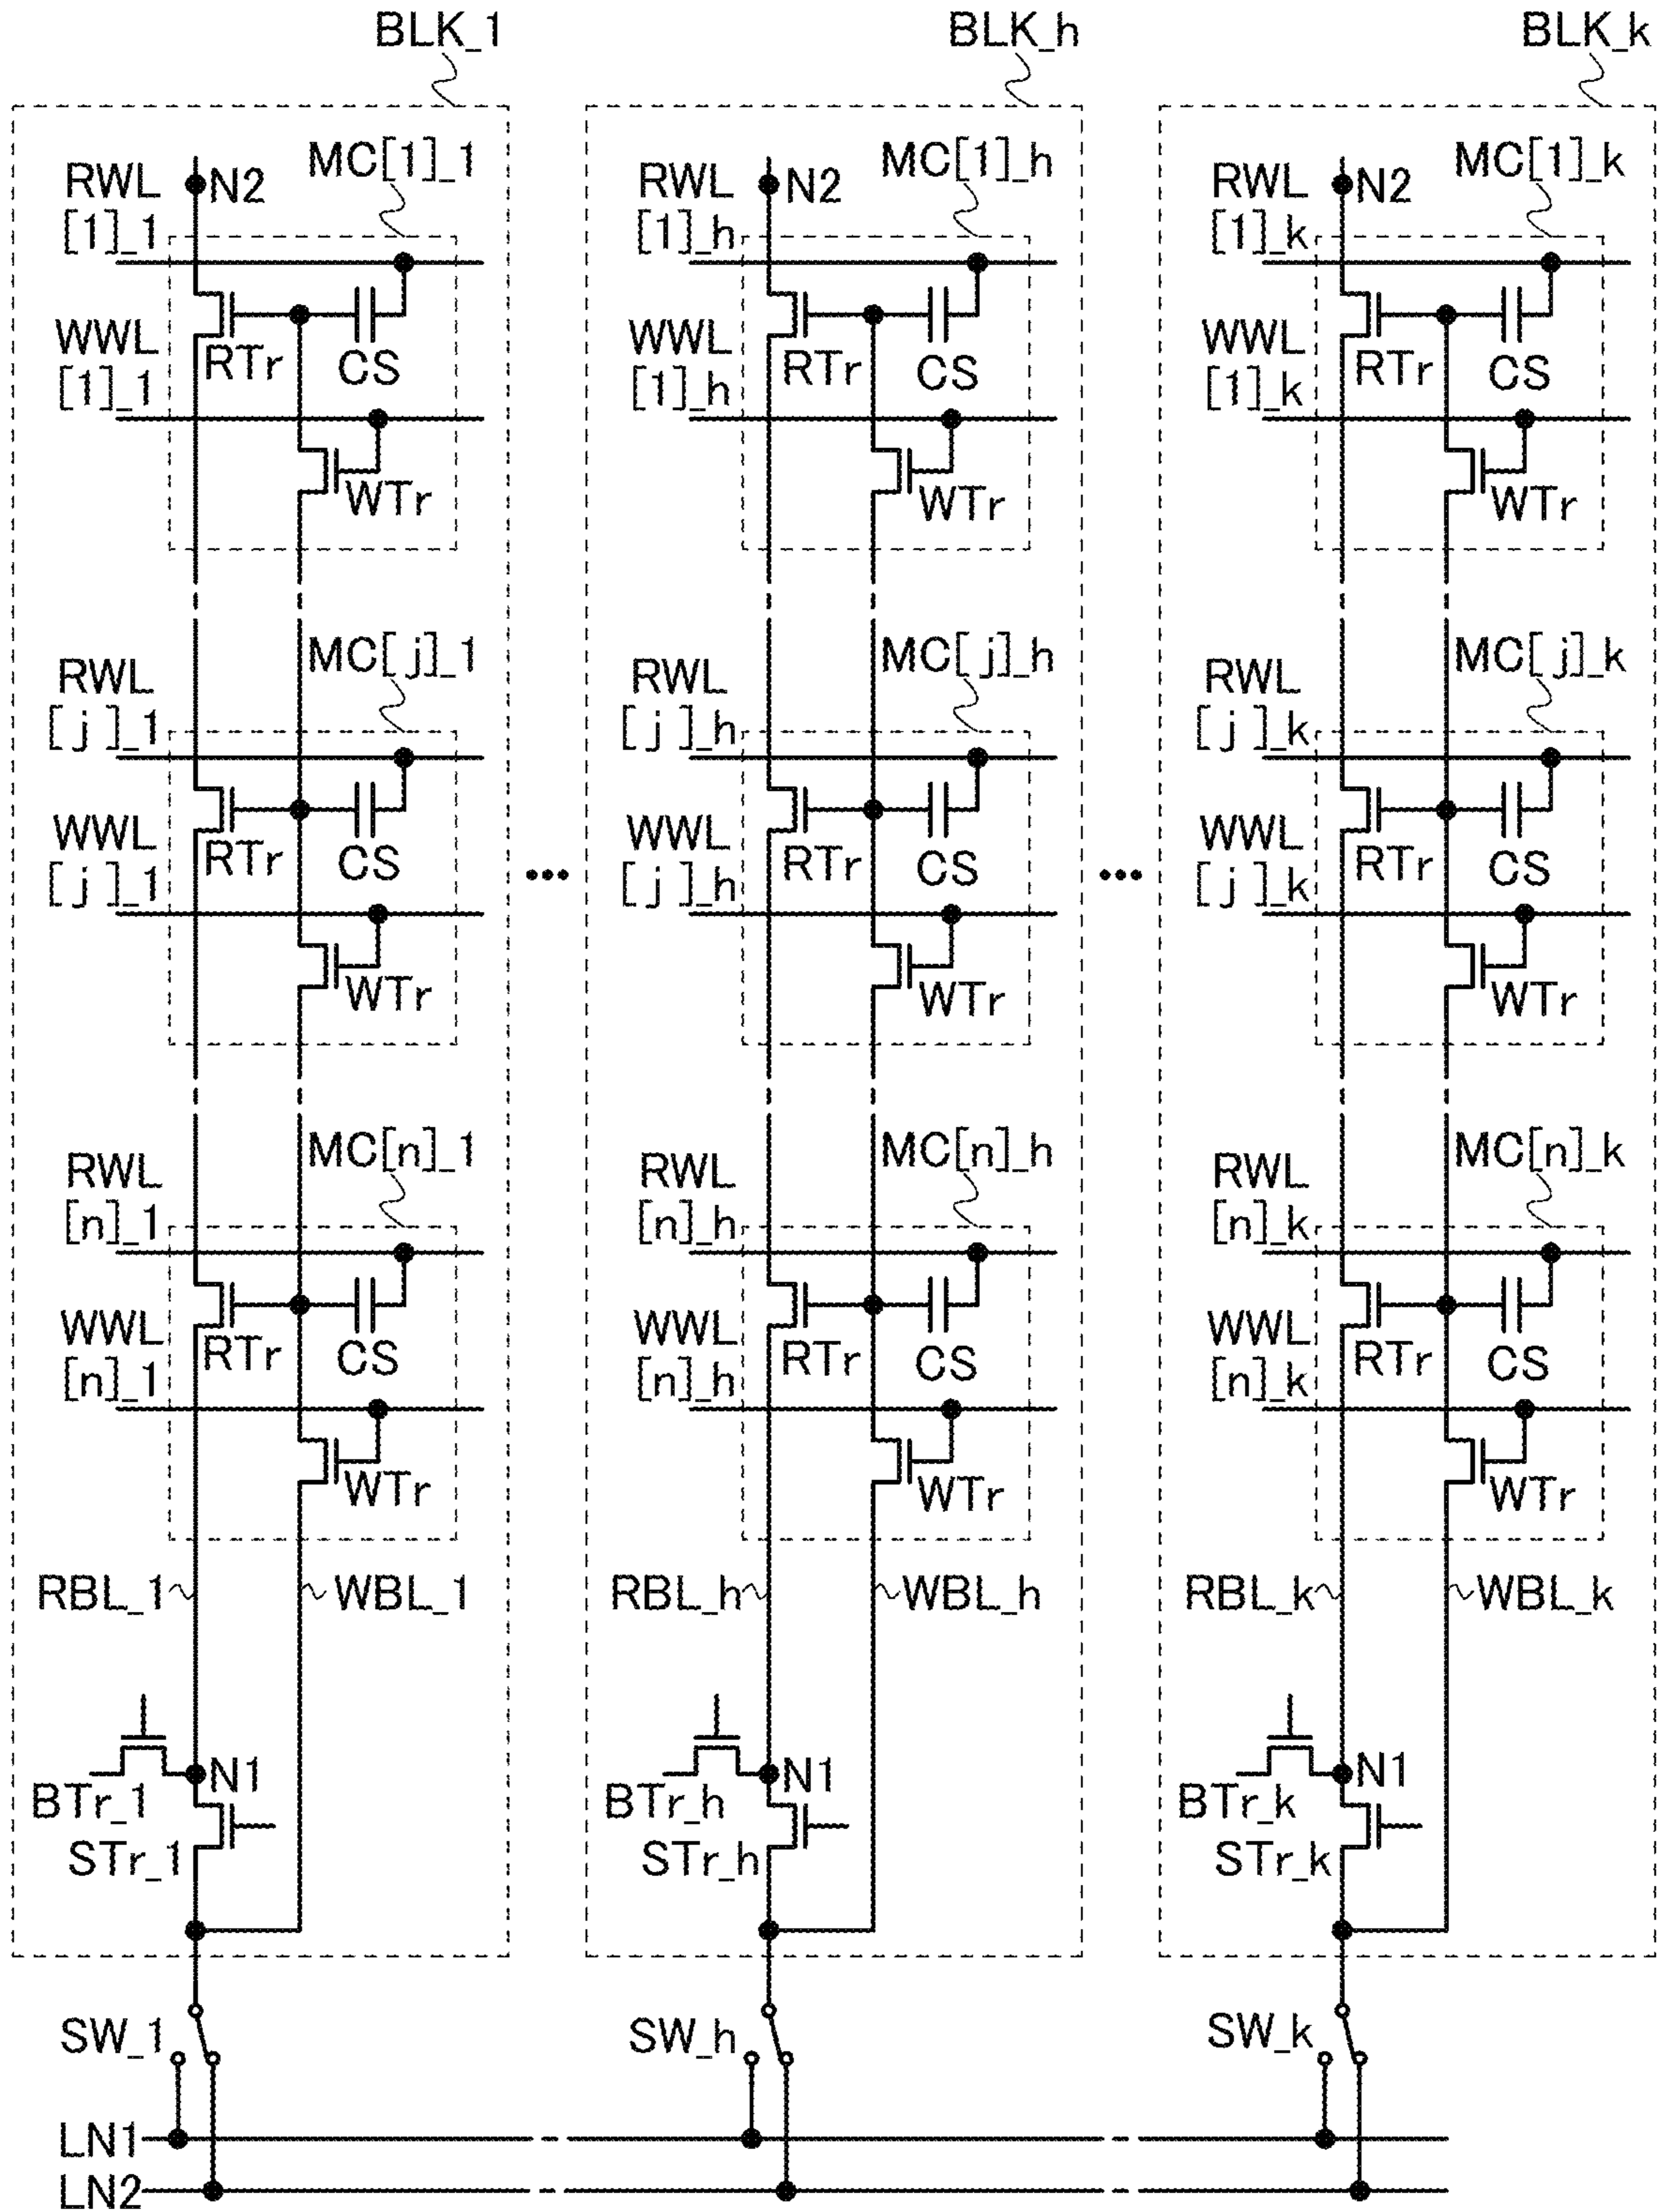 BLK_1 BLK_h BLK_k
MC[1]_1 MC[1]_h MC[1]_k
RWL N2 RWL N2 RWL N2
[1]_1 [1]_h [1]_k
WWL WWL WWL
RTr CS RTr CS RTr CS
[1]_1 [1]_h [1]_k
WTr WTr WTr
MC[j]_1 MC[j]_h MC[j]_k
RWL RWL RWL
[j]_1 [j]_h [j]_k
WWL WWL WWL
RTr CS RTr CS RTr CS
[j]_1 ••• [j]_h ••• [j]_k
WTr WTr WTr
MC[n]_1 MC[n]_h MC[n]_k
RWL RWL RWL
[n]_1 [n]_h [n]_k
WWL WWL WWL
RTr CS RTr CS RTr CS
[n]_1 [n]_h [n]_k
WTr WTr WTr
RBL_1 WBL_1 RBL_h WBL_h RBL_k WBL_k
N1 N1 N1
BTr_1 BTr_h BTr_k
STr_1 STr_h STr_k
SW_1 SW_h SW_k
LN1
LN2